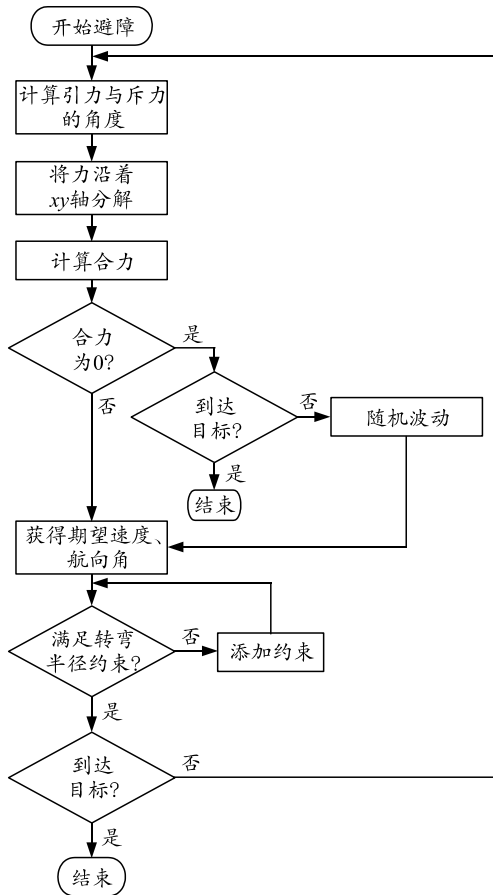 开始避障
计算引力与斥力
的角度
将力沿着
xy轴分解
计算合力
合力
为0?
是
否
到达
目标?
否
随机波动
是
结束
获得期望速度、
航向角
满足转弯
半径约束?
否
添加约束
是
到达
目标?
否
是
结束